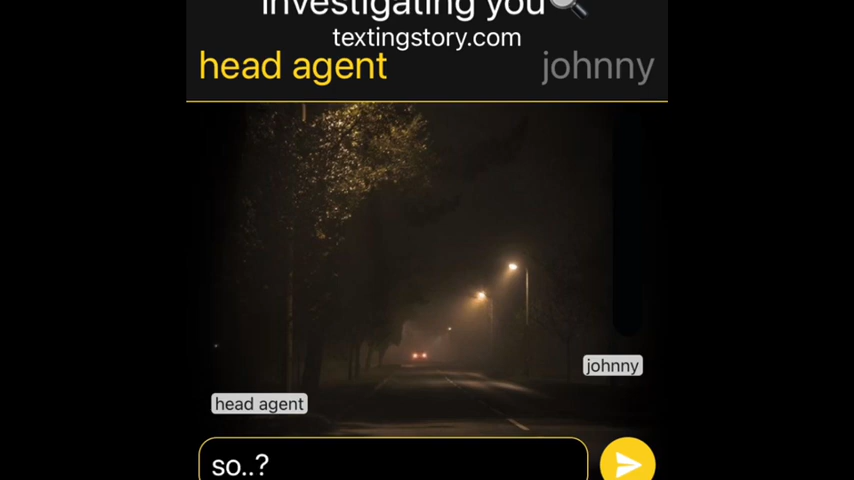 investigating you🔍
textingstory.com
head agent johnny
johnny
head agent
so..?